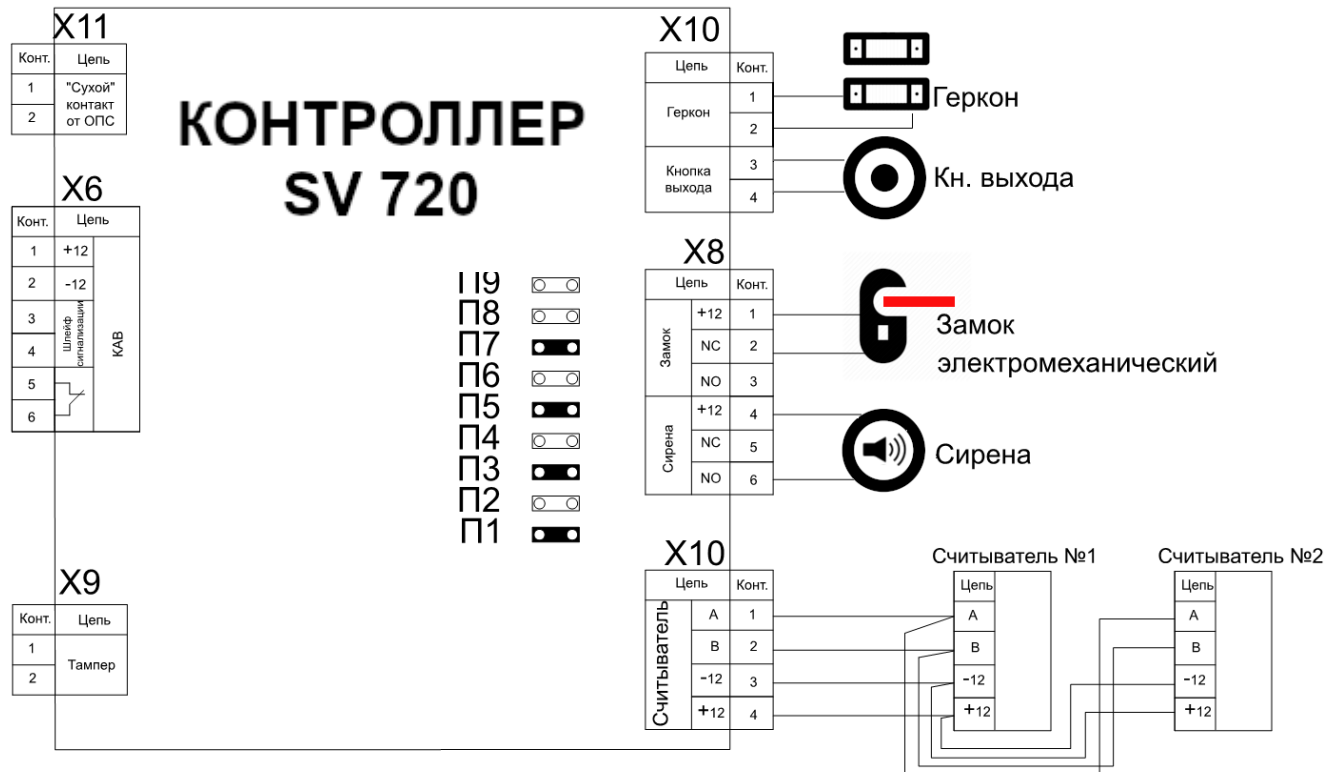 X11
Конт. Цепь
1 "Сухой"
контакт
2 от ОПС
X6
Конт. Цепь
1 +12
2 -12
3 Шлейф сигнализации
4
5
6
КАВ
X9
Конт. Цепь
1
Тампер
2
КОНТРОЛЛЕР
SV 720
П9
П8
П7
П6
П5
П4
П3
П2
П1
X10
Цепь Конт.
Геркон 1
2
Кнопка 3
выхода 4
Геркон
Кн. выхода
X8
Цепь Конт.
Замок
+12 1
NC 2
NO 3
Сирена
+12 4
NC 5
NO 6
Замок
электромеханический
Сирена
X10
Цепь Конт.
Считыватель
A 1
B 2
-12 3
+12 4
Считыватель №1
Цепь
A
B
-12
+12
Считыватель №2
Цепь
A
B
-12
+12